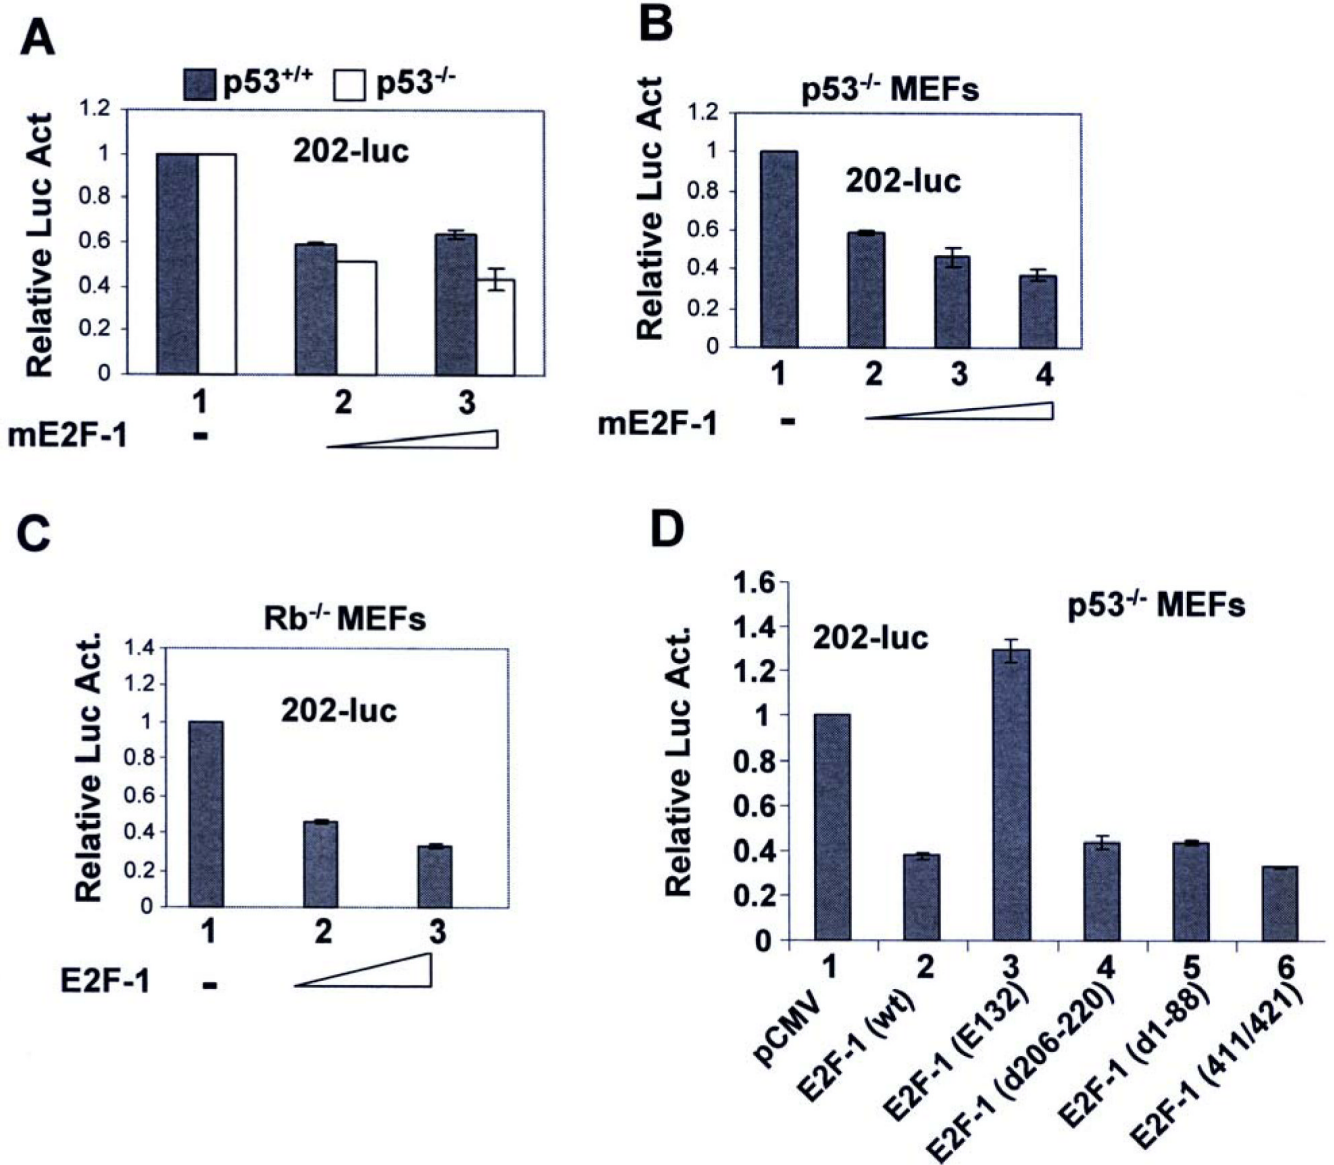 A
p53+/+ p53-/-
Relative Luc Act
1.2
1
0.8
0.6
0.4
0.2
0
202-luc
1 2 3
mE2F-1 -
B
p53-/- MEFs
Relative Luc Act
1.2
1
0.8
0.6
0.4
0.2
0
202-luc
1 2 3 4
mE2F-1 -
C
Rb-/- MEFs
Relative Luc Act.
1.4
1.2
1
0.8
0.6
0.4
0.2
0
202-luc
1 2 3
E2F-1 -
D
p53-/- MEFs
Relative Luc Act.
1.6
1.4
1.2
1
0.8
0.6
0.4
0.2
0
202-luc
1 2 3 4 5 6
pCMV
E2F-1 (wt)
E2F-1 (E132)
E2F-1 (d206-220)
E2F-1 (d1-88)
E2F-1 (411/421)